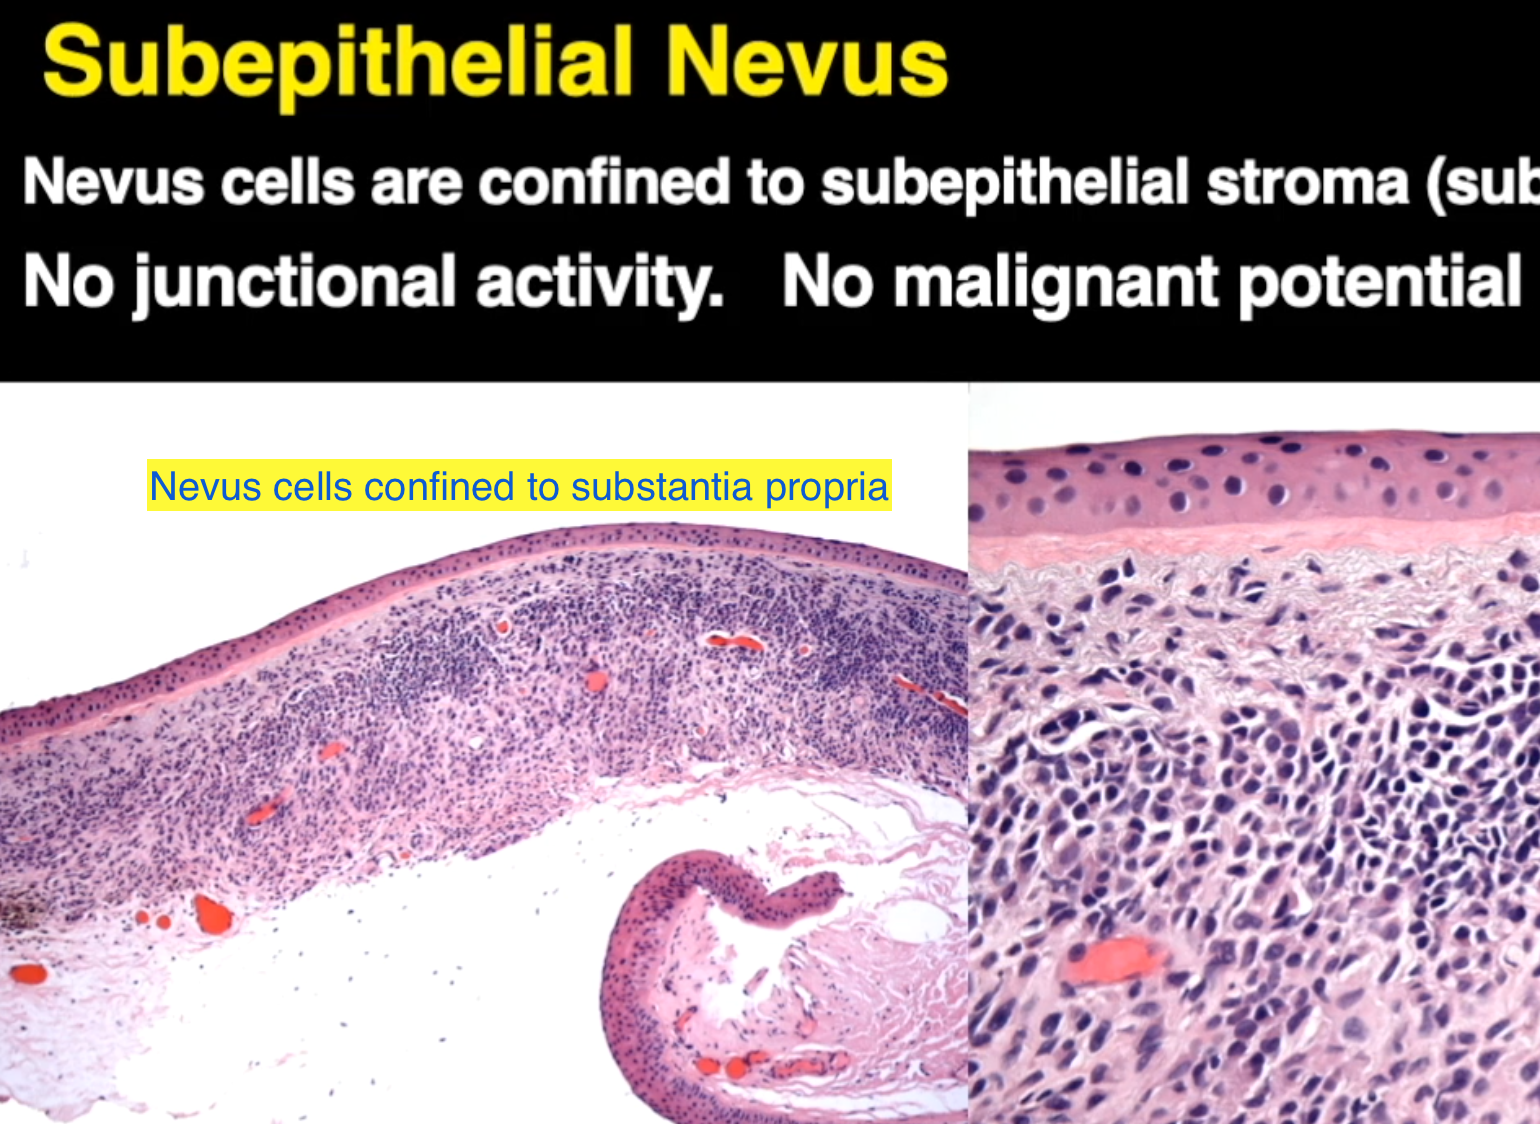 Subepithelial Nevus
Nevus cells are confined to subepithelial stroma (sub
No junctional activity. No malignant potential
Nevus cells confined to substantia propria